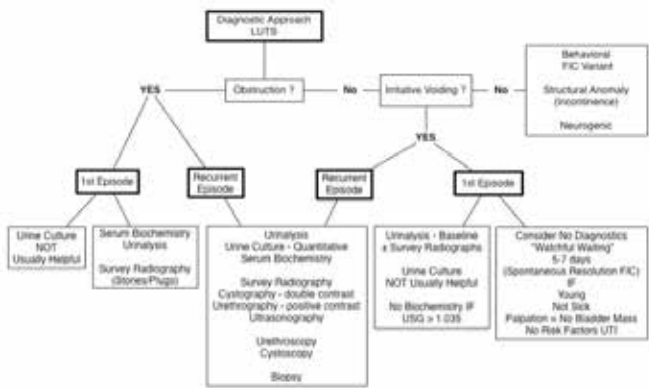 Diagnostic Approach
LUTS
Obstruction ?
No
Irritative Voiding ?
No
Behavioral
FIC Variant
Structural Anomaly
(Incontinence)
Neurogenic
YES
YES
1st Episode
Recurrent
Episode
Recurrent
Episode
1st Episode
Urine Culture
NOT
Usually Helpful
Serum Biochemistry
Urinalysis
Survey Radiography
(Stones/Plugs)
Urinalysis
Urine Culture - Quantitative
Serum Biochemistry
Survey Radiography
Cystography - double contrast
Urethrography - positive contrast
Ultrasonography
Urethroscopy
Cystoscopy
Biopsy
Urinalysis - Baseline
± Survey Radiographs
Urine Culture
NOT Usually Helpful
No Biochemistry IF
USG > 1.035
Consider No Diagnostics
"Watchful Waiting"
5-7 days
(Spontaneous Resolution FIC)
IF
Young
Not Sick
Palpation = No Bladder Mass
No Risk Factors UTI